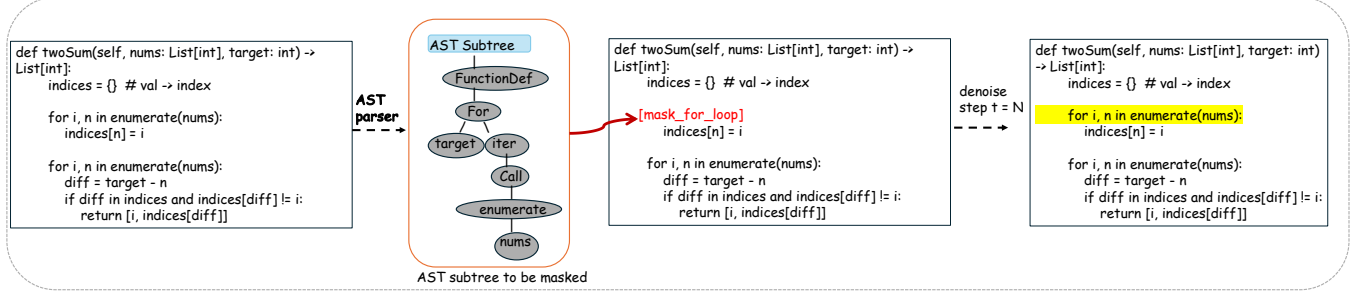 def twoSum(self, nums: List[int], target: int) ->
List[int]:
indices = {}  # val -> index
for i, n in enumerate(nums):
indices[n] = i
for i, n in enumerate(nums):
diff = target - n
if diff in indices and indices[diff] != i:
return [i, indices[diff]]
AST
parser
AST Subtree
FunctionDef
For
target
iter
Call
enumerate
nums
AST subtree to be masked
def twoSum(self, nums: List[int], target: int) ->
List[int]:
indices = {}  # val -> index
[mask_for_loop]
indices[n] = i
for i, n in enumerate(nums):
diff = target - n
if diff in indices and indices[diff] != i:
return [i, indices[diff]]
denoise
step t = N
def twoSum(self, nums: List[int], target: int)
-> List[int]:
indices = {}  # val -> index
for i, n in enumerate(nums):
indices[n] = i
for i, n in enumerate(nums):
diff = target - n
if diff in indices and indices[diff] != i:
return [i, indices[diff]]